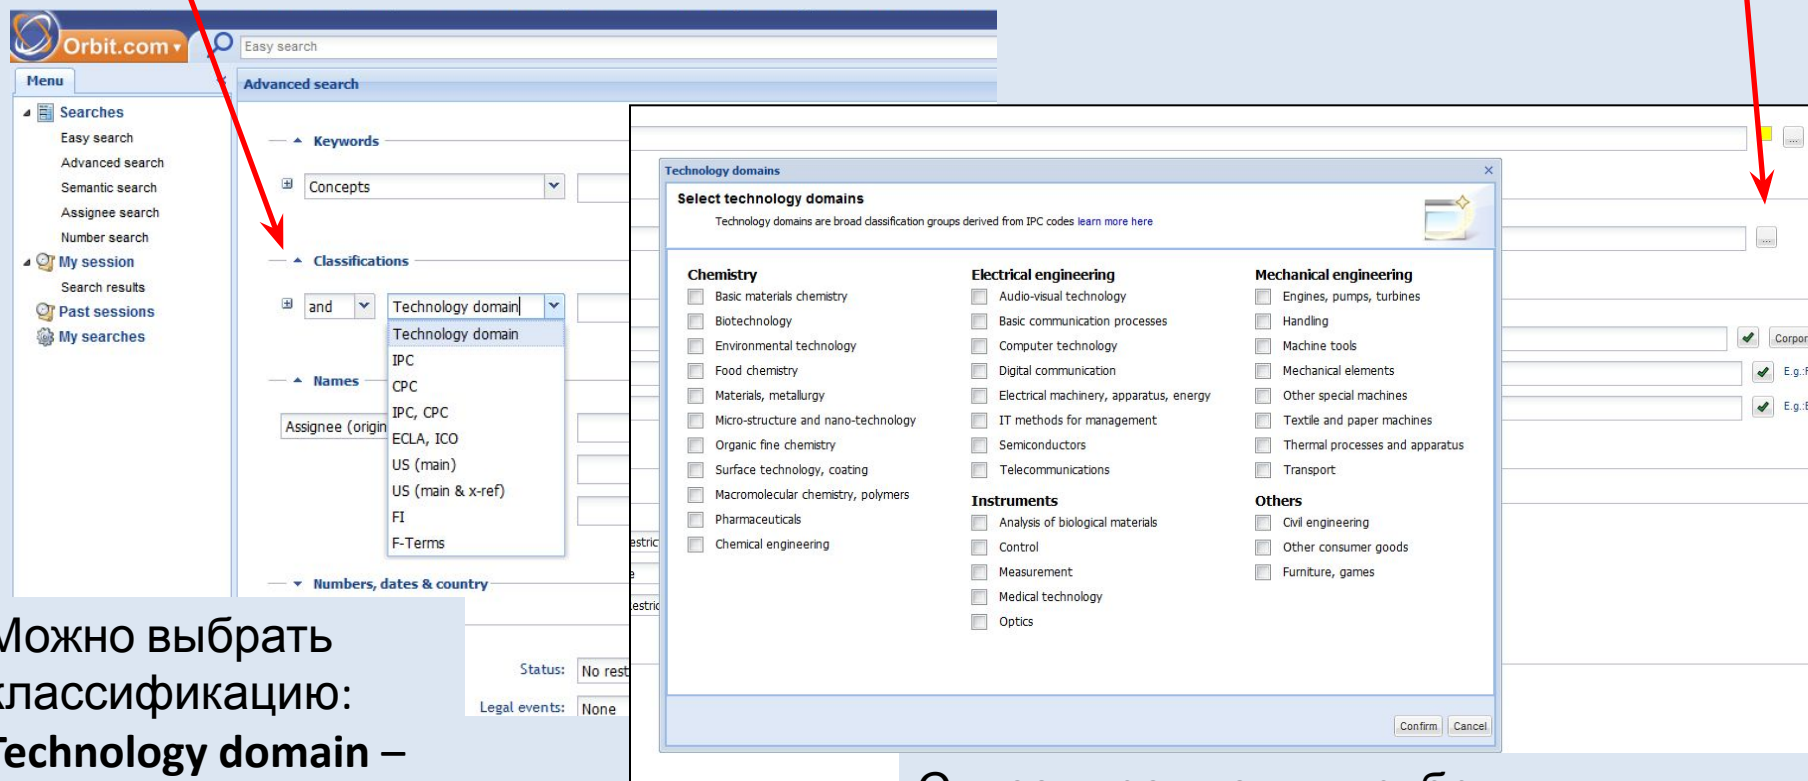 Orbit.com
Easy search
Menu
Advanced search
Searches
Easy search
Advanced search
Semantic search
Assignee search
Number search
My session
Search results
Past sessions
My searches
Keywords
Concepts
Classifications
and
Technology domain
Technology domain
IPC
CPC
IPC, CPC
ECLA, ICO
US (main)
US (main & x-ref)
FI
F-Terms
Names
Assignee (origin
Numbers, dates & country
Status: No rest
Legal events: None
Technology domains
Select technology domains
Technology domains are broad classification groups derived from IPC codes learn more here
Chemistry
Basic materials chemistry
Biotechnology
Environmental technology
Food chemistry
Materials, metallurgy
Micro-structure and nano-technology
Organic fine chemistry
Surface technology, coating
Macromolecular chemistry, polymers
Pharmaceuticals
Chemical engineering
Electrical engineering
Audio-visual technology
Basic communication processes
Computer technology
Digital communication
Electrical machinery, apparatus, energy
IT methods for management
Semiconductors
Telecommunications
Instruments
Analysis of biological materials
Control
Measurement
Medical technology
Optics
Mechanical engineering
Engines, pumps, turbines
Handling
Machine tools
Mechanical elements
Other special machines
Textile and paper machines
Thermal processes and apparatus
Transport
Others
Civil engineering
Other consumer goods
Furniture, games
Confirm Cancel
...
...
Corpor
E.g.:
E.g.:
Можно выбрать
классификацию:
Technology domain –